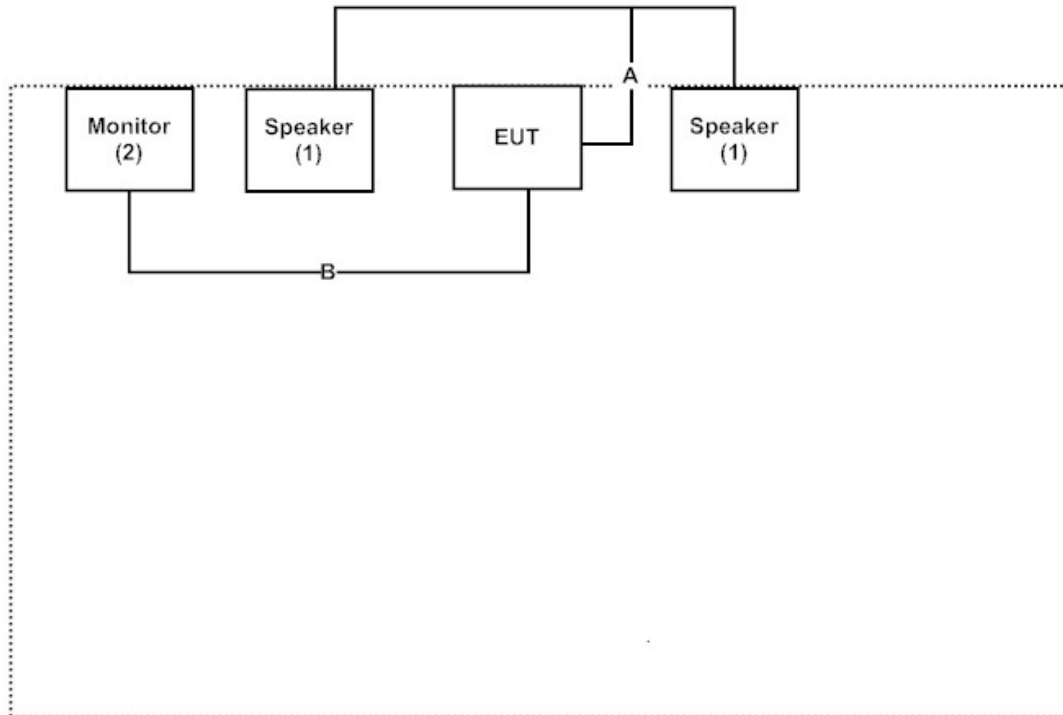 A
Monitor
(2)
Speaker
(1)
EUT
Speaker
(1)
B